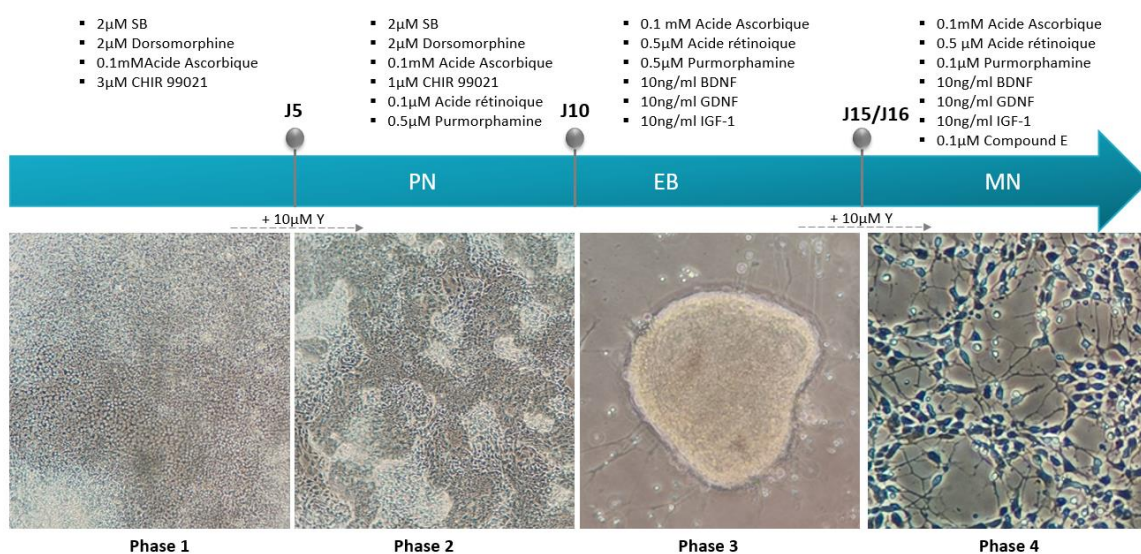 ▪ 2µM SB
▪ 2µM Dorsomorphine
▪ 0.1mMAcide Ascorbique
▪ 3µM CHIR 99021
▪ 2µM SB
▪ 2µM Dorsomorphine
▪ 0.1mM Acide Ascorbique
▪ 1µM CHIR 99021
▪ 0.1µM Acide rétinoique
▪ 0.5µM Purmorphamine
▪ 0.1 mM Acide Ascorbique
▪ 0.5µM Acide rétinoique
▪ 0.5µM Purmorphamine
▪ 10ng/ml BDNF
▪ 10ng/ml GDNF
▪ 10ng/ml IGF-1
▪ 0.1mM Acide Ascorbique
▪ 0.5 µM Acide rétinoique
▪ 0.1µM Purmorphamine
▪ 10ng/ml BDNF
▪ 10ng/ml GDNF
▪ 10ng/ml IGF-1
▪ 0.1µM Compound E
J5
J10
J15/J16
PN
EB
MN
+ 10µM Y
+ 10µM Y
Phase 1
Phase 2
Phase 3
Phase 4